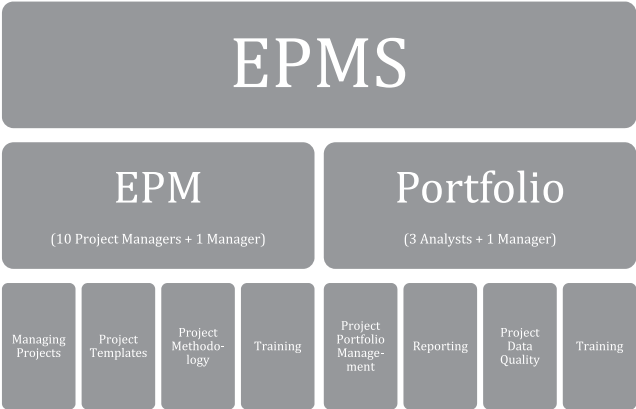 EPMS
EPM
(10 Project Managers + 1 Manager)
Portfolio
(3 Analysts + 1 Manager)
Managing
Projects
Project
Templates
Project
Methodo-
logy
Training
Project
Portfolio
Manage-
ment
Reporting
Project
Data
Quality
Training